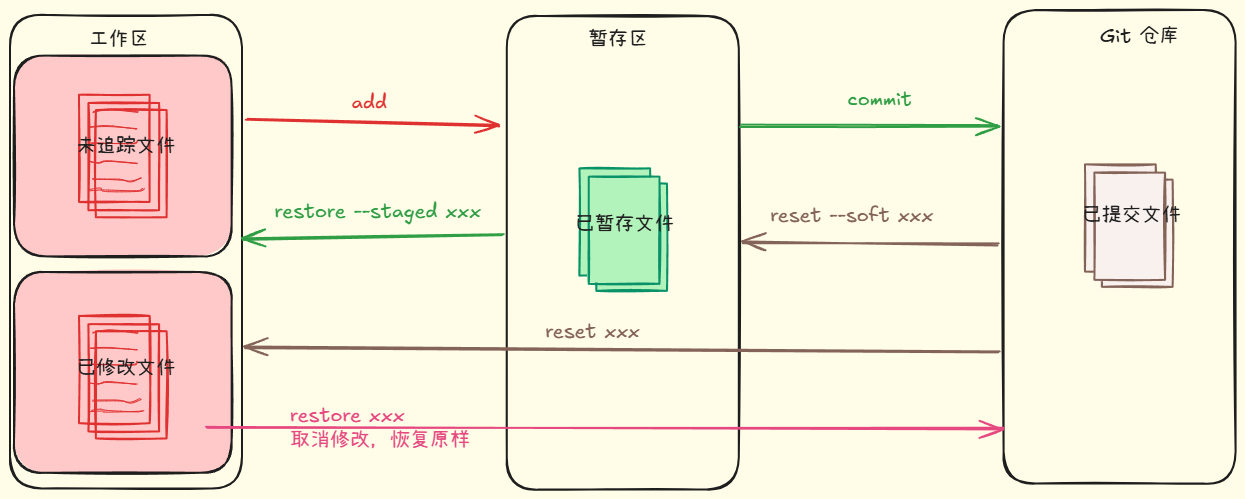 工作区
未追踪文件
已修改文件
add
restore --staged xxx
暂存区
已暂存文件
commit
reset --soft xxx
reset xxx
restore xxx
取消修改，恢复原样
Git 仓库
已提交文件